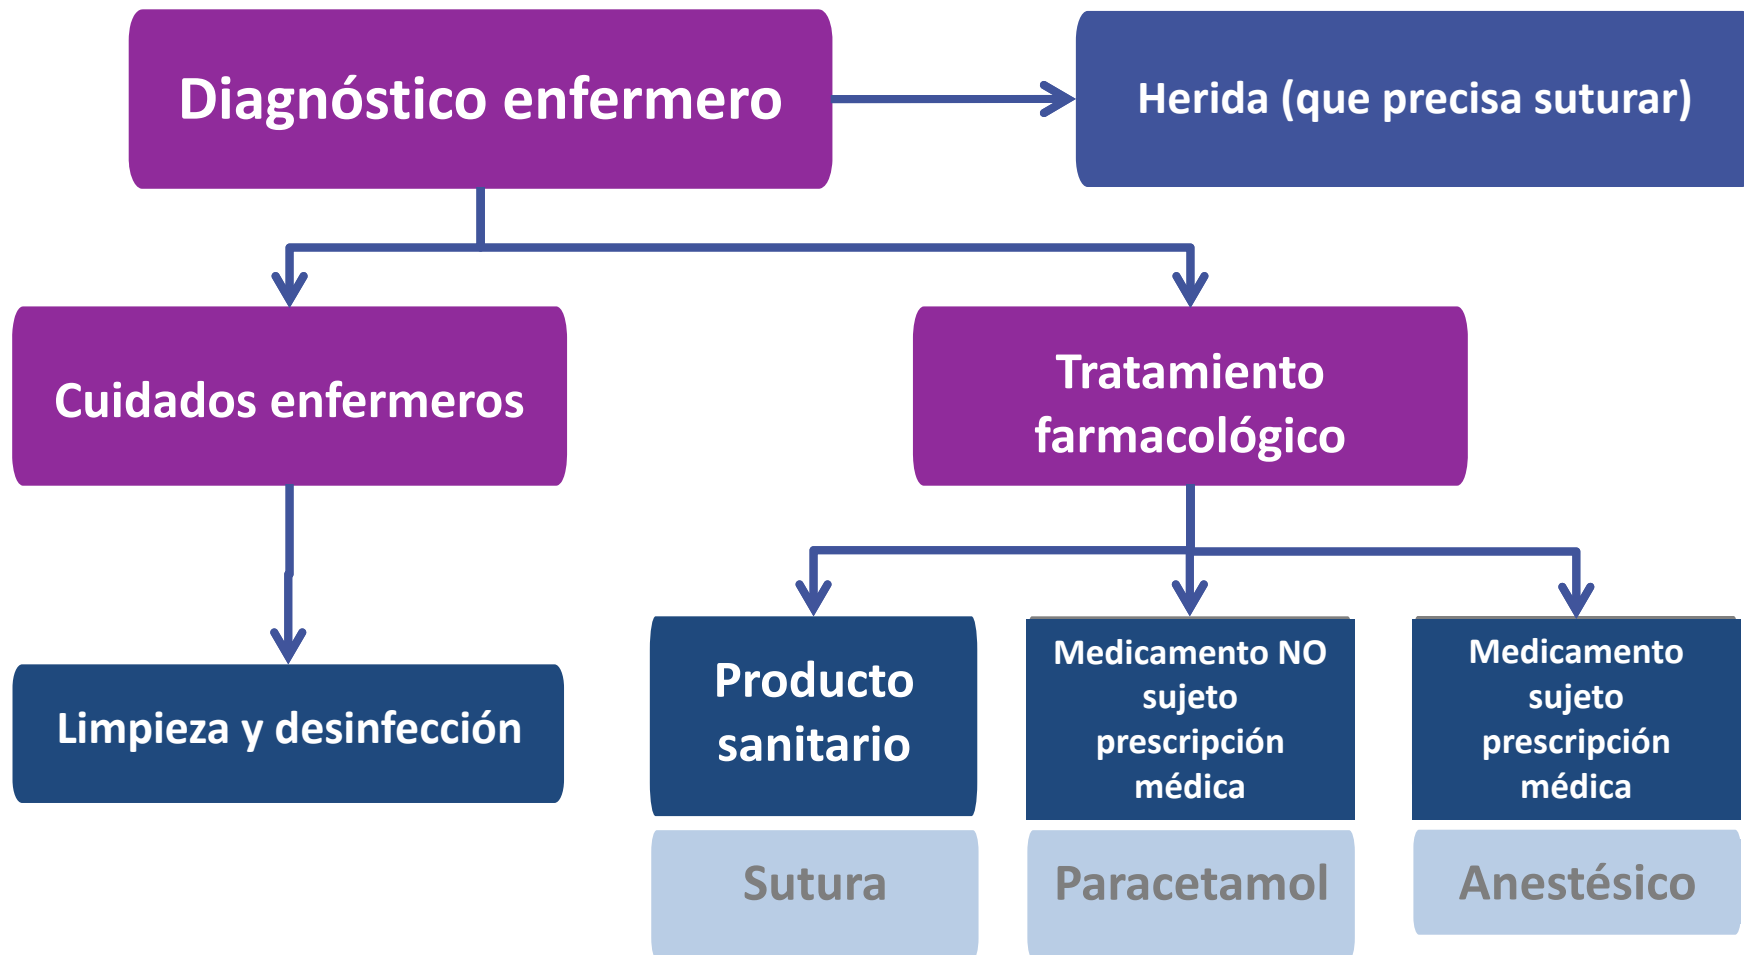 Diagnóstico enfermero
Herida (que precisa suturar)
Cuidados enfermeros
Tratamiento
farmacológico
Limpieza y desinfección
Producto
sanitario
Medicamento NO
sujeto
prescripción
médica
Medicamento
sujeto
prescripción
médica
Sutura
Paracetamol
Anestésico